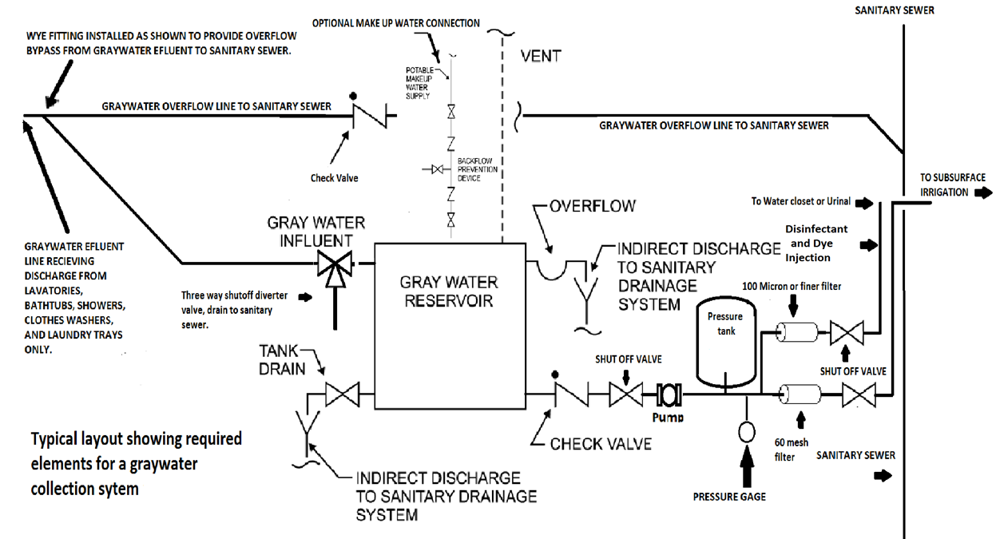 SANITARY SEWER
OPTIONAL MAKE UP WATER CONNECTION
WYE FITTING INSTALLED AS SHOWN TO PROVIDE OVERFLOW
BYPASS FROM GRAYWATER EFLUENT TO SANITARY SEWER.
VENT
POTABLE
MAKEUP
WATER
SUPPLY
GRAYWATER OVERFLOW LINE TO SANITARY SEWER
GRAYWATER OVERFLOW LINE TO SANITARY SEWER
Check Valve
BACKFLOW
PREVENTION
DEVICE
TO SUBSURFACE
IRRIGATION
To Water closet or Urinal
OVERFLOW
GRAY WATER
INFLUENT
Disinfectant
and Dye
Injection
GRAYWATER EFLUENT
LINE RECIEVING
DISCHARGE FROM
LAVATORIES,
BATHTUBS, SHOWERS,
CLOTHES WASHERS,
AND LAUNDRY TRAYS
ONLY.
INDIRECT DISCHARGE
TO SANITARY
DRAINAGE
SYSTEM
GRAY WATER
RESERVOIR
100 Micron or finer filter
Three way shutoff diverter
valve, drain to sanitary
sewer.
Pressure
tank
TANK
DRAIN
SHUT OFF VALVE
SHUT OFF VALVE
Pump
Typical layout showing required
elements for a graywater
collection sytem
CHECK VALVE
60 mesh
filter
SANITARY SEWER
INDIRECT DISCHARGE
TO SANITARY DRAINAGE
SYSTEM
PRESSURE GAGE